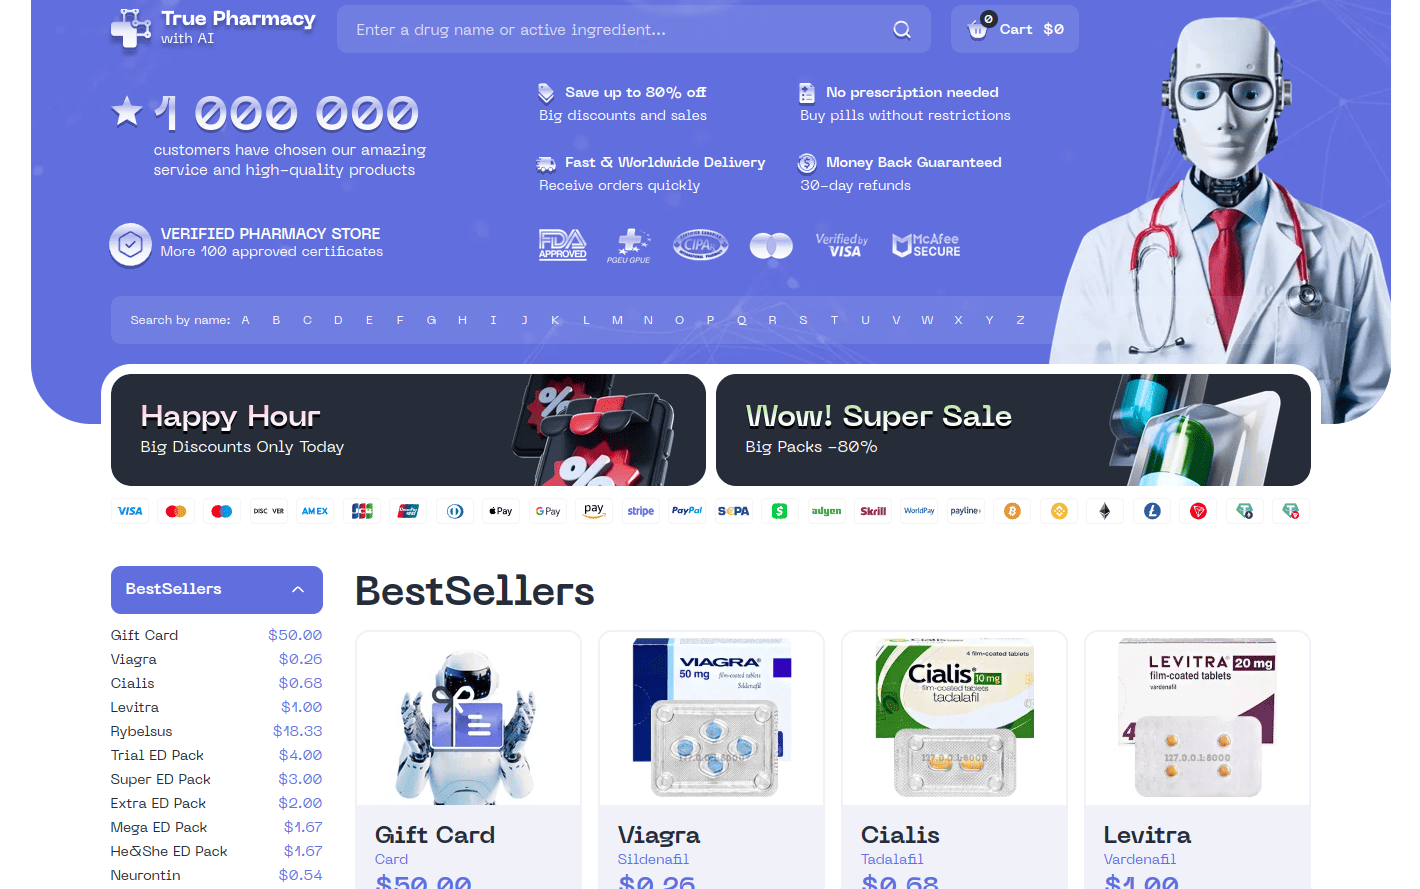 True Pharmacy
with AI
Enter a drug name or active ingredient...
0
Cart $0
1 000 000
customers have chosen our amazing
service and high-quality products
Save up to 80% off
Big discounts and sales
No prescription needed
Buy pills without restrictions
Fast & Worldwide Delivery
Receive orders quickly
Money Back Guaranteed
30-day refunds
VERIFIED PHARMACY STORE
More 100 approved certificates
FDA
APPROVED
PGEU GPUE
CIPA
Verified by
VISA
McAfee
SECURE
Search by name: A B C D E F G H I J K L M N O P Q R S T U V W X Y Z
Happy Hour
Big Discounts Only Today
%
%
Wow! Super Sale
Big Packs -80%
VISA
DISC VER
AMEX
JCB
Pay
G Pay
pay
stripe
PayPal
S€PA
$
adyen
Skrill
WorldPay
payline
BestSellers
Gift Card $50.00
Viagra $0.26
Cialis $0.68
Levitra $1.00
Rybelsus $18.33
Trial ED Pack $4.00
Super ED Pack $3.00
Extra ED Pack $2.00
Mega ED Pack $1.67
He&She ED Pack $1.67
Neurontin $0.54
BestSellers
VIAGRA®
50 mg film-coated tablets
Sildenafil
127.0.0.1:8000
4 film-coated tablets
Cialis® 10 mg
film-coated tablets
tadalafil
127.0.0.1:8000
LEVITRA® 20 mg
film-coated tablets
vardenafil
4
127.0.0.1:8000
Gift Card
Card
$50.00
Viagra
Sildenafil
$0.26
Cialis
Tadalafil
$0.68
Levitra
Vardenafil
$1.00